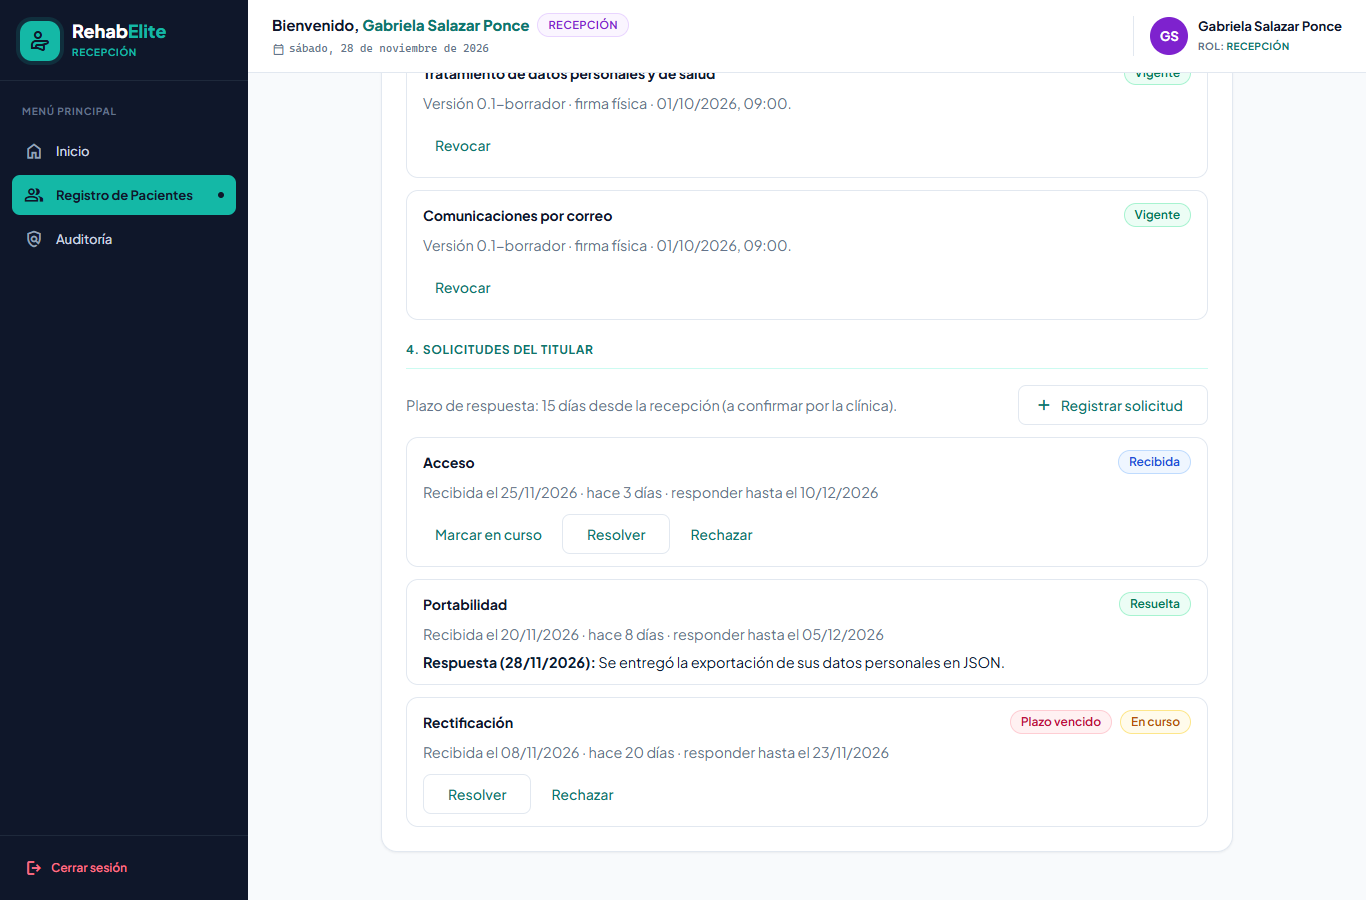 RehabElite
RECEPCIÓN
MENÚ PRINCIPAL
Inicio
Registro de Pacientes
Auditoría
Cerrar sesión
Bienvenido, Gabriela Salazar Ponce RECEPCIÓN
sábado, 28 de noviembre de 2026
GS
Gabriela Salazar Ponce
ROL: RECEPCIÓN
Tratamiento de datos personales y de salud
Vigente
Versión 0.1-borrador · firma física · 01/10/2026, 09:00.
Revocar
Comunicaciones por correo
Vigente
Versión 0.1-borrador · firma física · 01/10/2026, 09:00.
Revocar
4. SOLICITUDES DEL TITULAR
Plazo de respuesta: 15 días desde la recepción (a confirmar por la clínica).
+ Registrar solicitud
Acceso
Recibida
Recibida el 25/11/2026 · hace 3 días · responder hasta el 10/12/2026
Marcar en curso Resolver Rechazar
Portabilidad
Resuelta
Recibida el 20/11/2026 · hace 8 días · responder hasta el 05/12/2026
Respuesta (28/11/2026): Se entregó la exportación de sus datos personales en JSON.
Rectificación
Plazo vencido En curso
Recibida el 08/11/2026 · hace 20 días · responder hasta el 23/11/2026
Resolver Rechazar